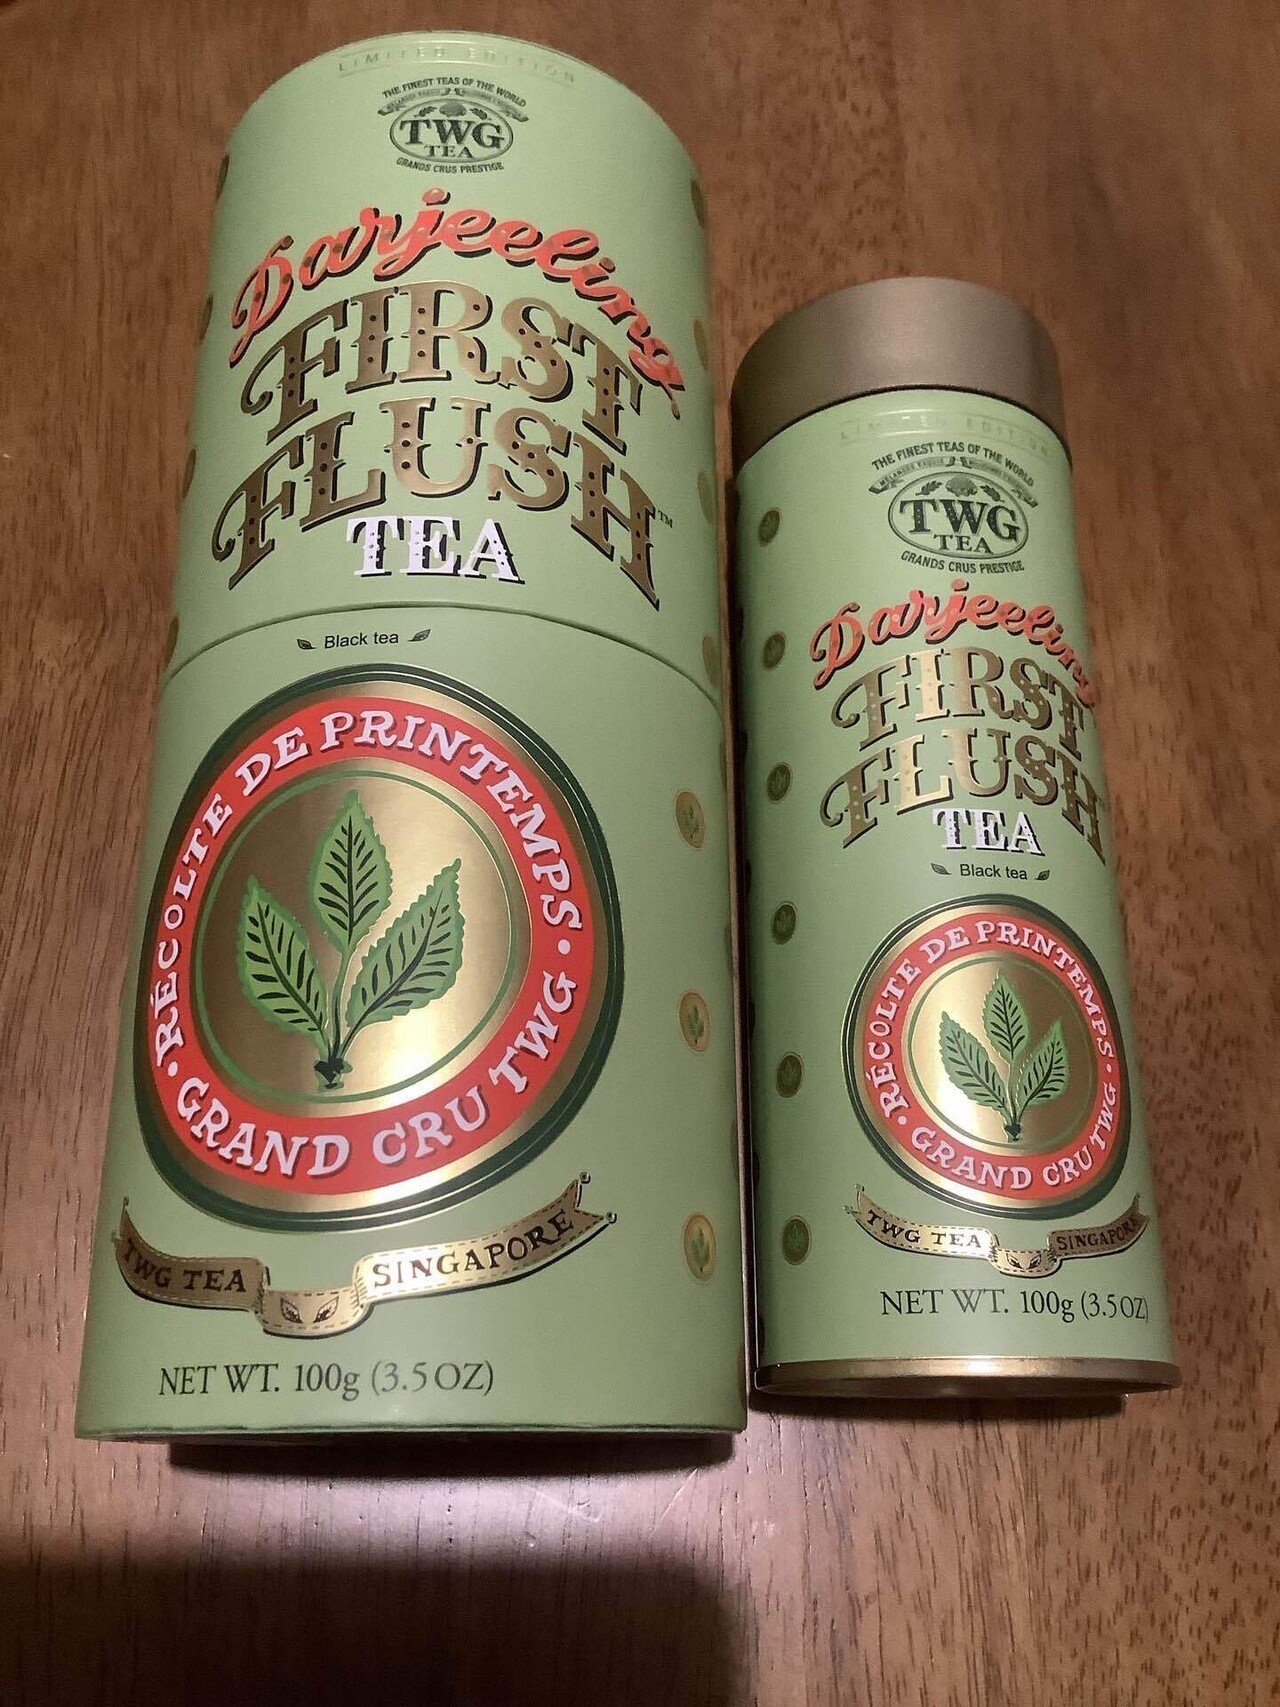 LIMITED EDITION
THE FINEST TEAS OF THE WORLD
TWG
TEA
GRANDS CRUS PRESTIGE
Darjeeling
FIRST
FLUSH™
TEA
Black tea
RÉCOLTE DE PRINTEMPS •
• GRAND CRU TWG
TWG TEA SINGAPORE
NET WT. 100g (3.5 OZ)
LIMITED EDITION
THE FINEST TEAS OF THE WORLD
TWG
TEA
GRANDS CRUS PRESTIGE
Darjeeling
FIRST
FLUSH
TEA
Black tea
RÉCOLTE DE PRINTEMPS •
• GRAND CRU TWG
TWG TEA SINGAPORE
NET WT. 100g (3.5 OZ)